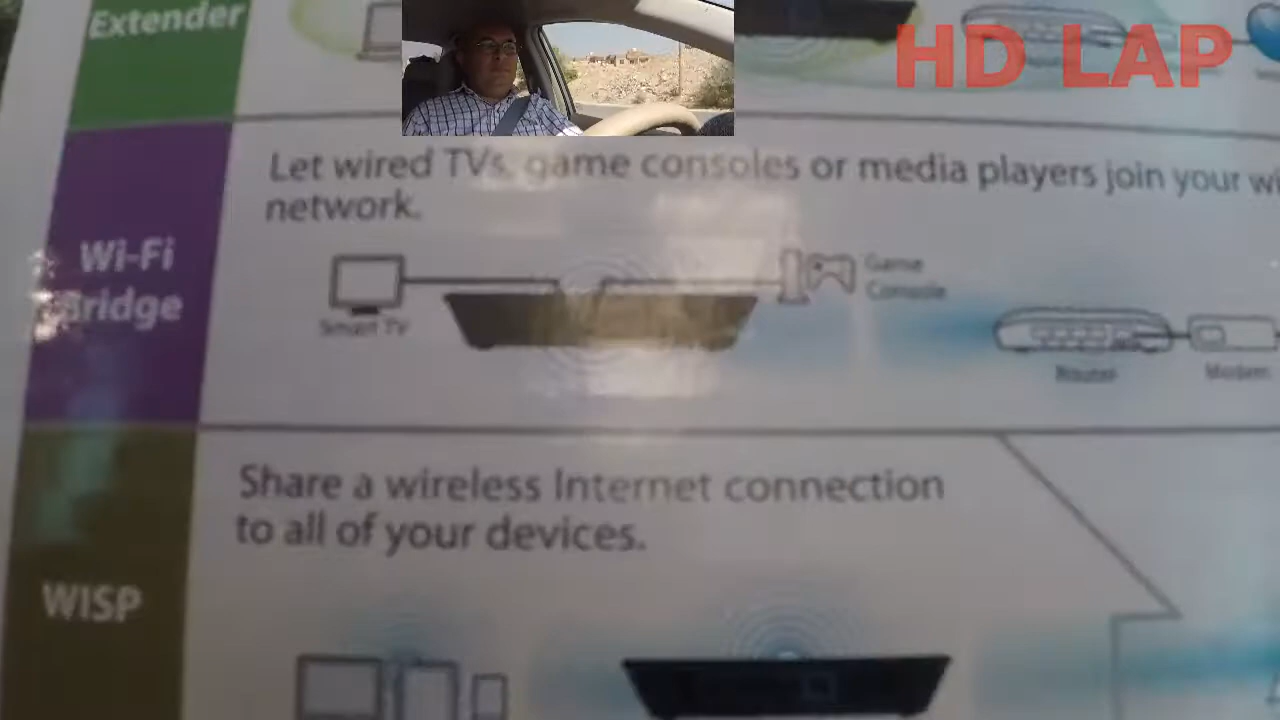 Extender
HD LAP
Let wired TVs, game consoles or media players join your
network.
Wi-Fi
Bridge
Game
Console
Smart TV
Router
Modem
Share a wireless Internet connection
to all of your devices.
WISP